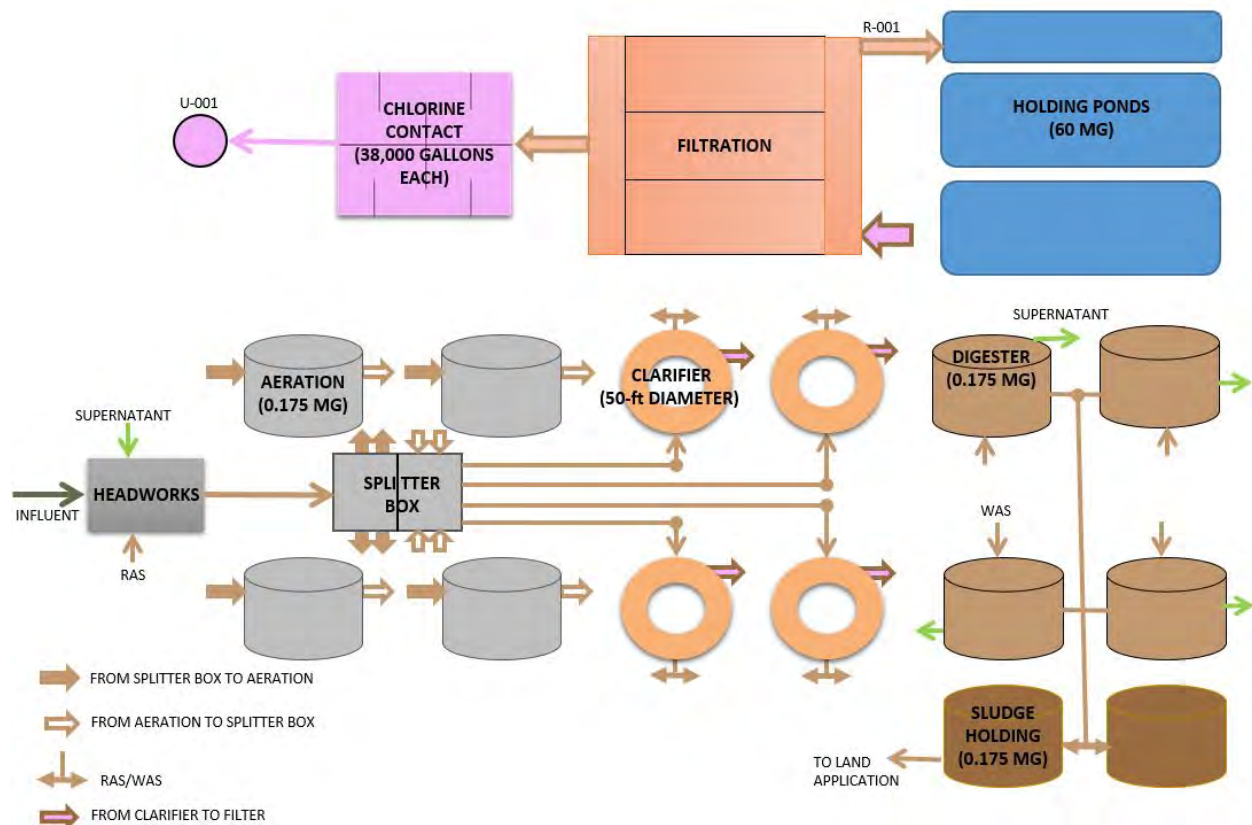 R-001
U-001
CHLORINE
CONTACT
(38,000 GALLONS
EACH)
FILTRATION
HOLDING PONDS
(60 MG)
SUPERNATANT
AERATION
(0.175 MG)
CLARIFIER
(50-ft DIAMETER)
DIGESTER
(0.175 MG)
SUPERNATANT
HEADWORKS
SPLITTER
BOX
INFLUENT
RAS
WAS
FROM SPLITTER BOX TO AERATION
FROM AERATION TO SPLITTER BOX
RAS/WAS
FROM CLARIFIER TO FILTER
SLUDGE
HOLDING
(0.175 MG)
TO LAND
APPLICATION